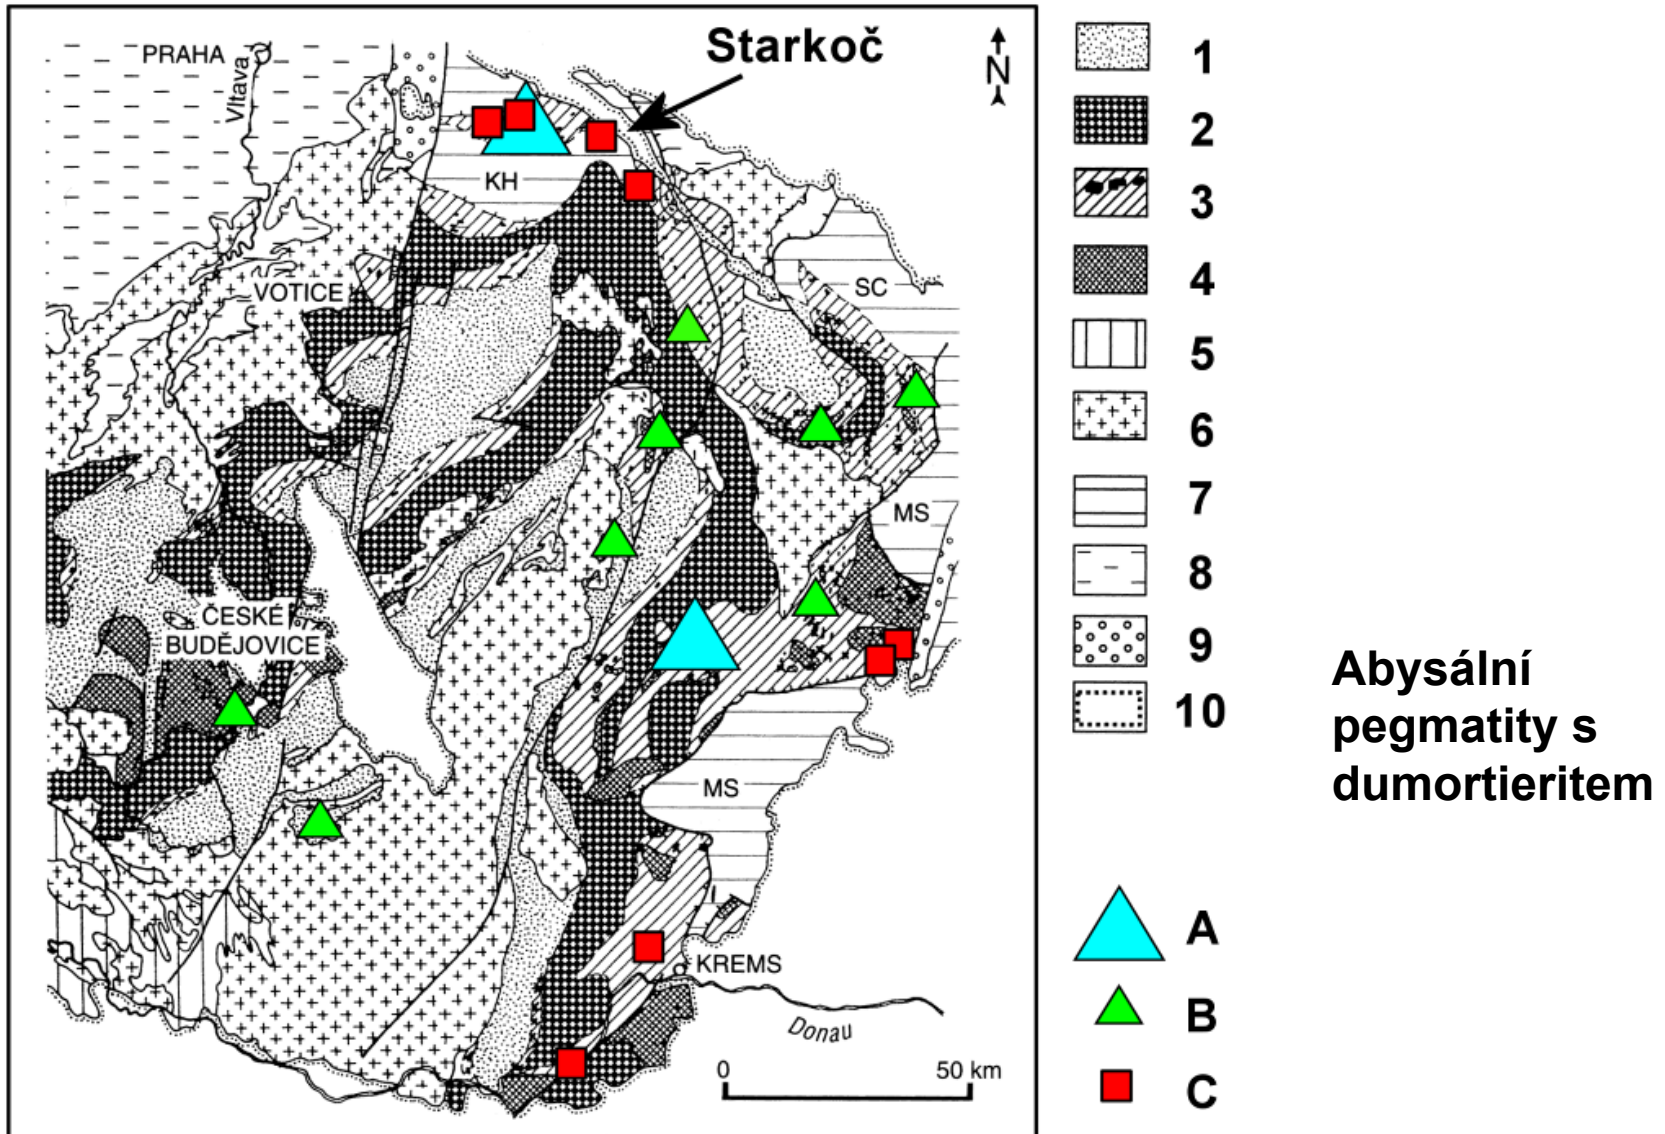 PRAHA
Vltava
Starkoč
N
KH
VOTICE
SC
MS
ČESKÉ
BUDĚJOVICE
MS
KREMS
Donau
0 50 km
1
2
3
4
5
6
7
8
9
10
A
B
C
Abysální
pegmatity s
dumortieritem